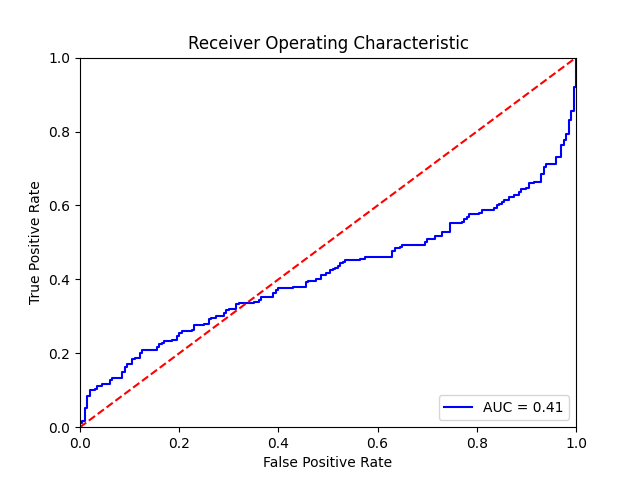 Receiver Operating Characteristic
1.0
0.8
0.6
0.4
0.2
0.0
True Positive Rate
AUC = 0.41
0.0 0.2 0.4 0.6 0.8 1.0
False Positive Rate